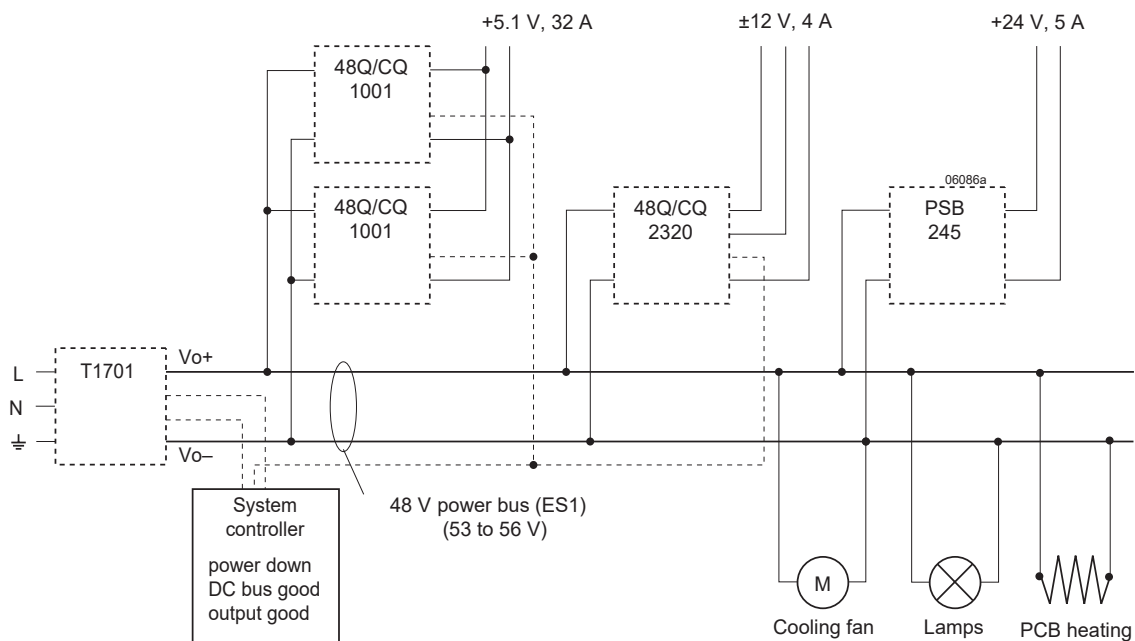 +5.1 V, 32 A
±12 V, 4 A
+24 V, 5 A
48Q/CQ
1001
48Q/CQ
1001
48Q/CQ
2320
06086a
PSB
245
L
N
T1701
Vo+
Vo–
System
controller
power down
DC bus good
output good
48 V power bus (ES1)
(53 to 56 V)
M
Cooling fan
Lamps
PCB heating